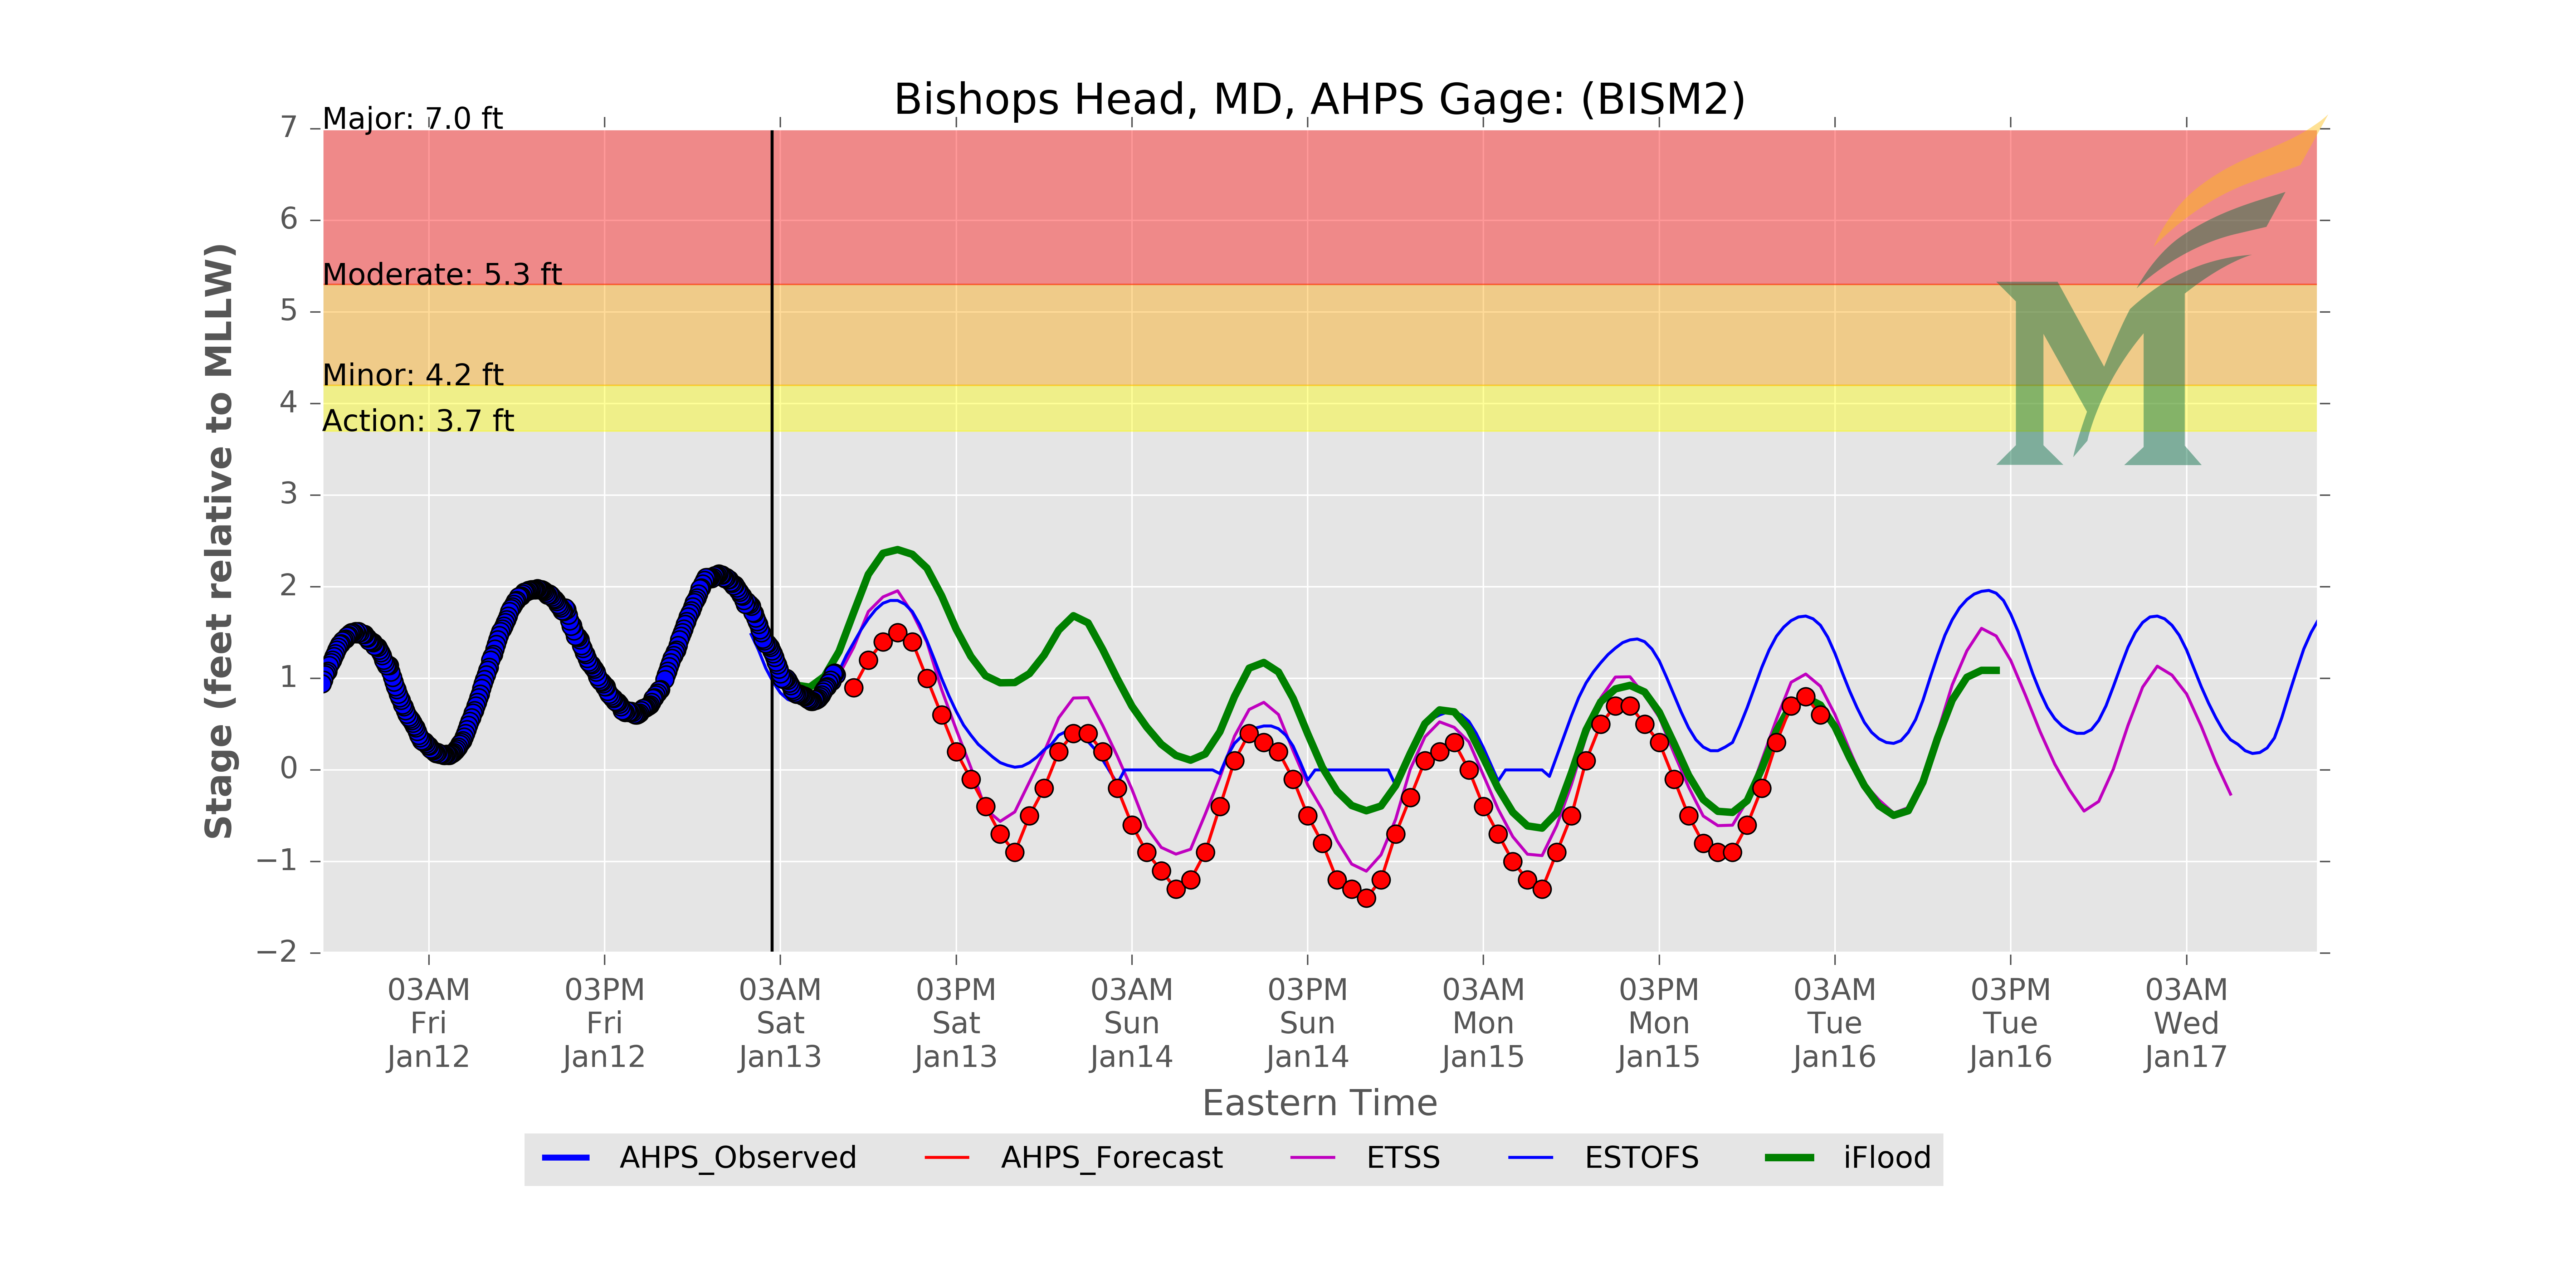 Bishops Head, MD, AHPS Gage: (BISM2)
Major: 7.0 ft
Moderate: 5.3 ft
Minor: 4.2 ft
Action: 3.7 ft
Stage (feet relative to MLLW)
7
6
5
4
3
2
1
0
−1
−2
03AM 03PM 03AM 03PM 03AM 03PM 03AM 03PM 03AM 03PM 03AM
Fri Fri Sat Sat Sun Sun Mon Mon Tue Tue Wed
Jan12 Jan12 Jan13 Jan13 Jan14 Jan14 Jan15 Jan15 Jan16 Jan16 Jan17
Eastern Time
AHPS_Observed AHPS_Forecast ETSS ESTOFS iFlood